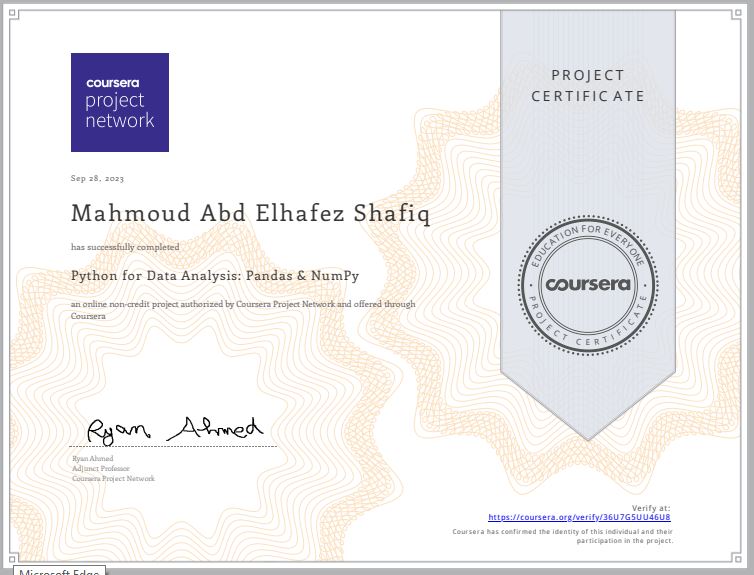 coursera
project
network
PROJECT
CERTIFICATE
Sep 28, 2023
Mahmoud Abd Elhafez Shafiq
has successfully completed
Python for Data Analysis: Pandas & NumPy
an online non-credit project authorized by Coursera Project Network and offered through
Coursera
EDUCATION FOR EVERYONE
coursera
PROJECT CERTIFICATE
Ryan Ahmed
Ryan Ahmed
Adjunct Professor
Coursera Project Network
Verify at:
https://coursera.org/verify/36U7G5UU46U8
Coursera has confirmed the identity of this individual and their
participation in the project.
Microsoft Edge